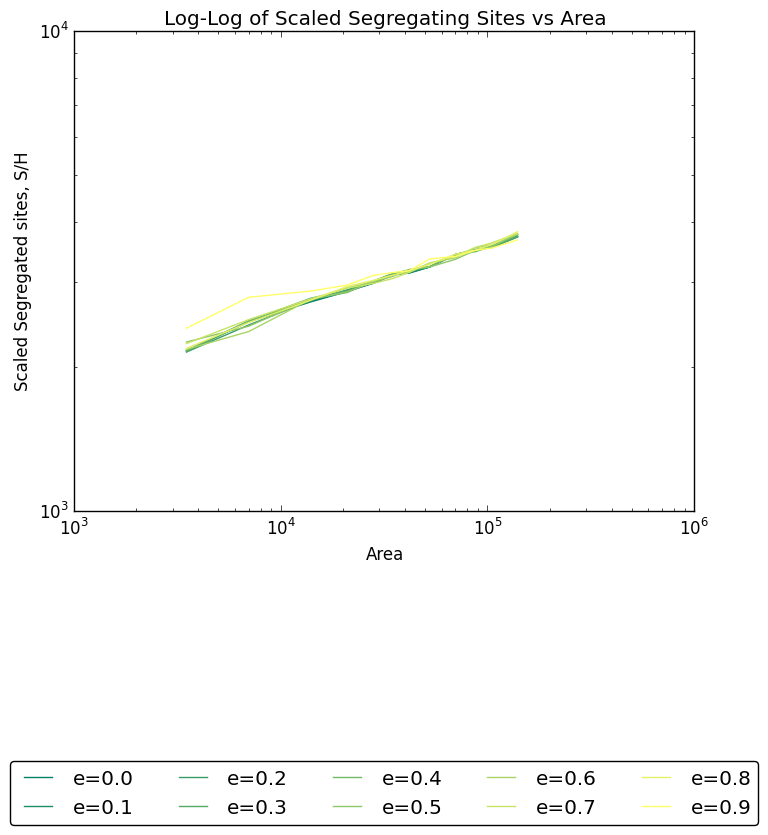 Log-Log of Scaled Segregating Sites vs Area
10^4
Scaled Segregated sites, S/H
10^3
10^3 10^4 10^5 10^6
Area
e=0.0 e=0.2 e=0.4 e=0.6 e=0.8
e=0.1 e=0.3 e=0.5 e=0.7 e=0.9